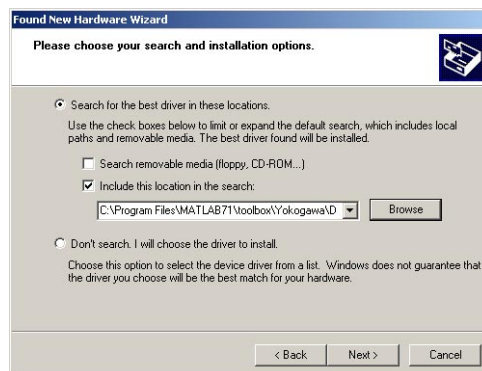 Found New Hardware Wizard
Please choose your search and installation options.
Search for the best driver in these locations.
Use the check boxes below to limit or expand the default search, which includes local
paths and removable media. The best driver found will be installed.
Search removable media (floppy, CD-ROM...)
Include this location in the search:
C:\Program Files\MATLAB71\toolbox\Yokogawa\D
Browse
Don't search. I will choose the driver to install.
Choose this option to select the device driver from a list. Windows does not guarantee that
the driver you choose will be the best match for your hardware.
< Back
Next >
Cancel